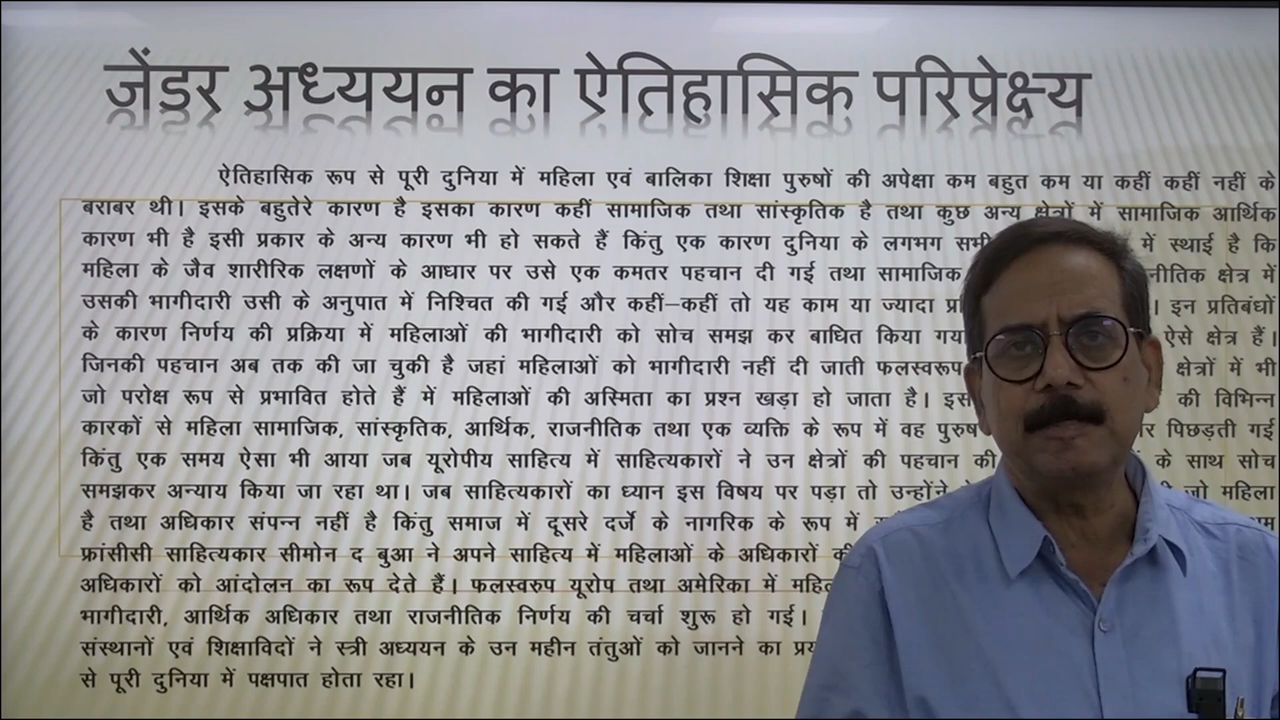 जेंडर अध्ययन का ऐतिहासिक परिप्रेक्ष्य
ऐतिहासिक रूप से पूरी दुनिया में महिला एवं बालिका शिक्षा पुरुषों की अपेक्षा कम बहुत कम या कहीं कहीं नहीं के
बराबर थी। इसके बहुतेरे कारण है इसका कारण कहीं सामाजिक तथा सांस्कृतिक है तथा कुछ अन्य क्षेत्रों में सामाजिक आर्थिक
कारण भी है इसी प्रकार के अन्य कारण भी हो सकते हैं किंतु एक कारण दुनिया के लगभग सभी में स्थाई है कि
महिला के जैव शारीरिक लक्षणों के आधार पर उसे एक कमतर पहचान दी गई तथा सामाजिक क्षेत्र में
उसकी भागीदारी उसी के अनुपात में निश्चित की गई और कहीं–कहीं तो यह काम या ज्यादा । इन प्रतिबंधों
के कारण निर्णय की प्रक्रिया में महिलाओं की भागीदारी को सोच समझ कर बाधित किया ऐसे क्षेत्र हैं।
जिनकी पहचान अब तक की जा चुकी है जहां महिलाओं को भागीदारी नहीं दी जाती फलस्वरूप क्षेत्रों में भी
जो परोक्ष रूप से प्रभावित होते हैं में महिलाओं की अस्मिता का प्रश्न खड़ा हो जाता है। की विभिन्न
कारकों से महिला सामाजिक, सांस्कृतिक, आर्थिक, राजनीतिक तथा एक व्यक्ति के रूप में वह पुरुष पिछड़ती गई
किंतु एक समय ऐसा भी आया जब यूरोपीय साहित्य में साहित्यकारों ने उन क्षेत्रों की पहचान की के साथ सोच
समझकर अन्याय किया जा रहा था। जब साहित्यकारों का ध्यान इस विषय पर पड़ा तो उन्होंने जो महिला
है तथा अधिकार संपन्न नहीं है किंतु समाज में दूसरे दर्जे के नागरिक के रूप में
फ्रांसीसी साहित्यकार सीमोन द बुआ ने अपने साहित्य में महिलाओं के अधिकारों
अधिकारों को आंदोलन का रूप देते हैं। फलस्वरुप यूरोप तथा अमेरिका में
भागीदारी, आर्थिक अधिकार तथा राजनीतिक निर्णय की चर्चा शुरू हो गई।
संस्थानों एवं शिक्षाविदों ने स्त्री अध्ययन के उन महीन तंतुओं को जानने का
से पूरी दुनिया में पक्षपात होता रहा।